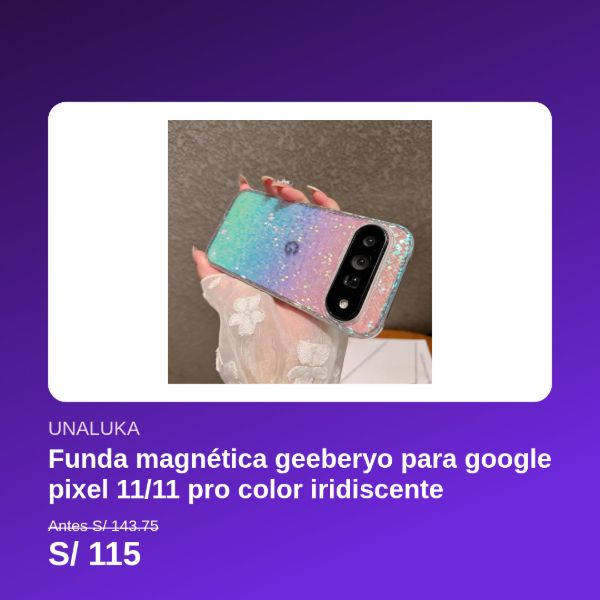 UNALUKA
Funda magnética geeberyo para google
pixel 11/11 pro color iridiscente
Antes S/ 143.75
S/ 115